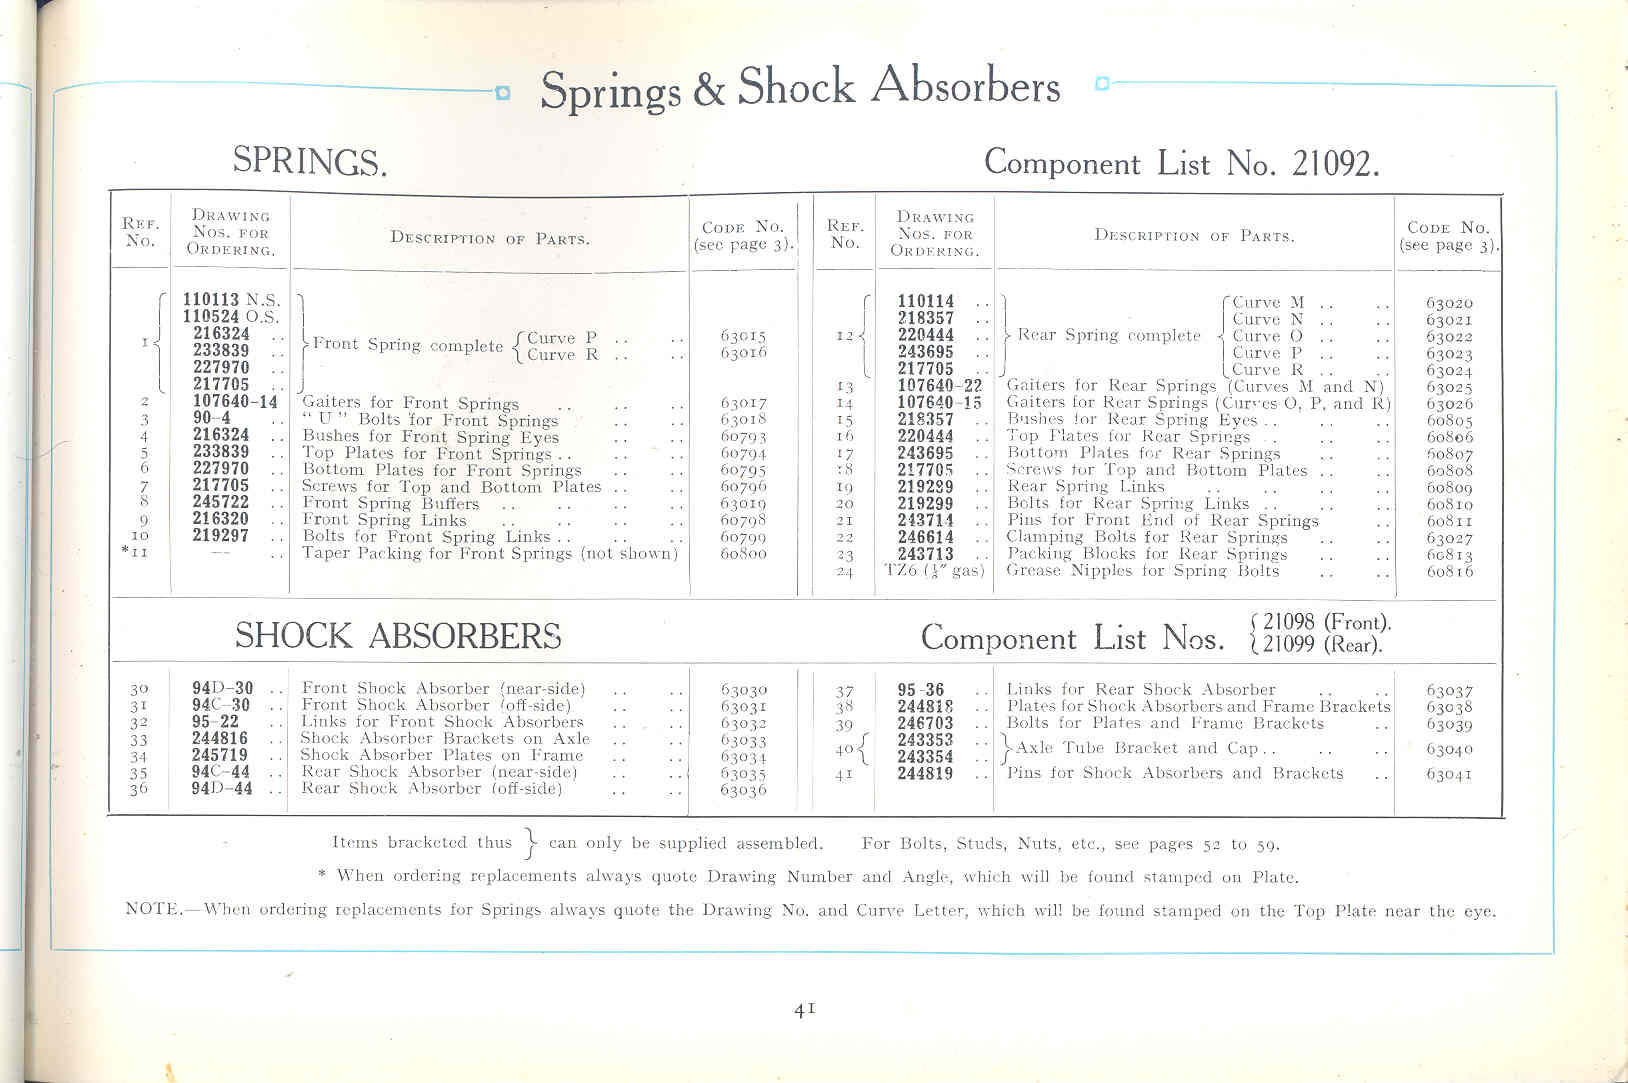 Springs & Shock Absorbers
SPRINGS.
Component List No. 21092.
REF. No. DRAWING NOS. FOR ORDERING. DESCRIPTION OF PARTS. CODE No. (see page 3).
1 { 110113 N.S.
110524 O.S.
216324 ..
233839 ..
227970 ..
217705 .. } Front Spring complete { Curve P .. .. 63015
Curve R .. .. 63016
2 107640-14 Gaiters for Front Springs .. .. .. 63017
3 90-4 .. “ U ” Bolts for Front Springs .. .. 63018
4 216324 .. Bushes for Front Spring Eyes .. .. 60793
5 233839 .. Top Plates for Front Springs .. .. .. 60794
6 227970 .. Bottom Plates for Front Springs .. .. 60795
7 217705 .. Screws for Top and Bottom Plates .. .. 60796
8 245722 .. Front Spring Buffers .. .. .. .. 63019
9 216320 .. Front Spring Links .. .. .. .. 60798
10 219297 .. Bolts for Front Spring Links .. .. .. 60799
*11 — .. Taper Packing for Front Springs (not shown) 60800
REF. No. DRAWING NOS. FOR ORDERING. DESCRIPTION OF PARTS. CODE No. (see page 3).
12 { 110114 ..
218357 ..
220444 ..
243695 ..
217705 .. } Rear Spring complete { Curve M .. .. 63020
Curve N .. .. 63021
Curve O .. .. 63022
Curve P .. .. 63023
Curve R .. .. 63024
13 107640-22 Gaiters for Rear Springs (Curves M and N) 63025
14 107640-15 Gaiters for Rear Springs (Curves O, P, and R) 63026
15 218357 .. Bushes for Rear Spring Eyes .. .. .. 60805
16 220444 .. Top Plates for Rear Springs .. .. .. 60806
17 243695 .. Bottom Plates for Rear Springs .. .. 60807
18 217705 .. Screws for Top and Bottom Plates .. .. 60808
19 219299 .. Rear Spring Links .. .. .. .. 60809
20 219299 .. Bolts for Rear Spring Links .. .. .. 60810
21 243714 .. Pins for Front End of Rear Springs .. 60811
22 246614 .. Clamping Bolts for Rear Springs .. .. 63027
23 243713 .. Packing Blocks for Rear Springs .. .. 60813
24 TZ6 (⅛″ gas) Grease Nipples for Spring Bolts .. .. 60816
SHOCK ABSORBERS
Component List Nos. { 21098 (Front).
21099 (Rear).
30 94D-30 .. Front Shock Absorber (near-side) .. .. 63030
31 94C-30 .. Front Shock Absorber (off-side) .. .. 63031
32 95-22 .. Links for Front Shock Absorbers .. .. 63032
33 244816 .. Shock Absorber Brackets on Axle .. .. 63033
34 245719 .. Shock Absorber Plates on Frame .. .. 63034
35 94C-44 .. Rear Shock Absorber (near-side) .. .. 63035
36 94D-44 .. Rear Shock Absorber (off-side) .. .. 63036
37 95-36 .. Links for Rear Shock Absorber .. .. 63037
38 244818 .. Plates for Shock Absorbers and Frame Brackets 63038
39 246703 .. Bolts for Plates and Frame Brackets .. 63039
40 { 243353 ..
243354 .. } Axle Tube Bracket and Cap .. .. .. 63040
41 244819 .. Pins for Shock Absorbers and Brackets .. 63041
Items bracketed thus } can only be supplied assembled. For Bolts, Studs, Nuts, etc., see pages 52 to 59.
* When ordering replacements always quote Drawing Number and Angle, which will be found stamped on Plate.
NOTE.—When ordering replacements for Springs always quote the Drawing No. and Curve Letter, which will be found stamped on the Top Plate near the eye.
41